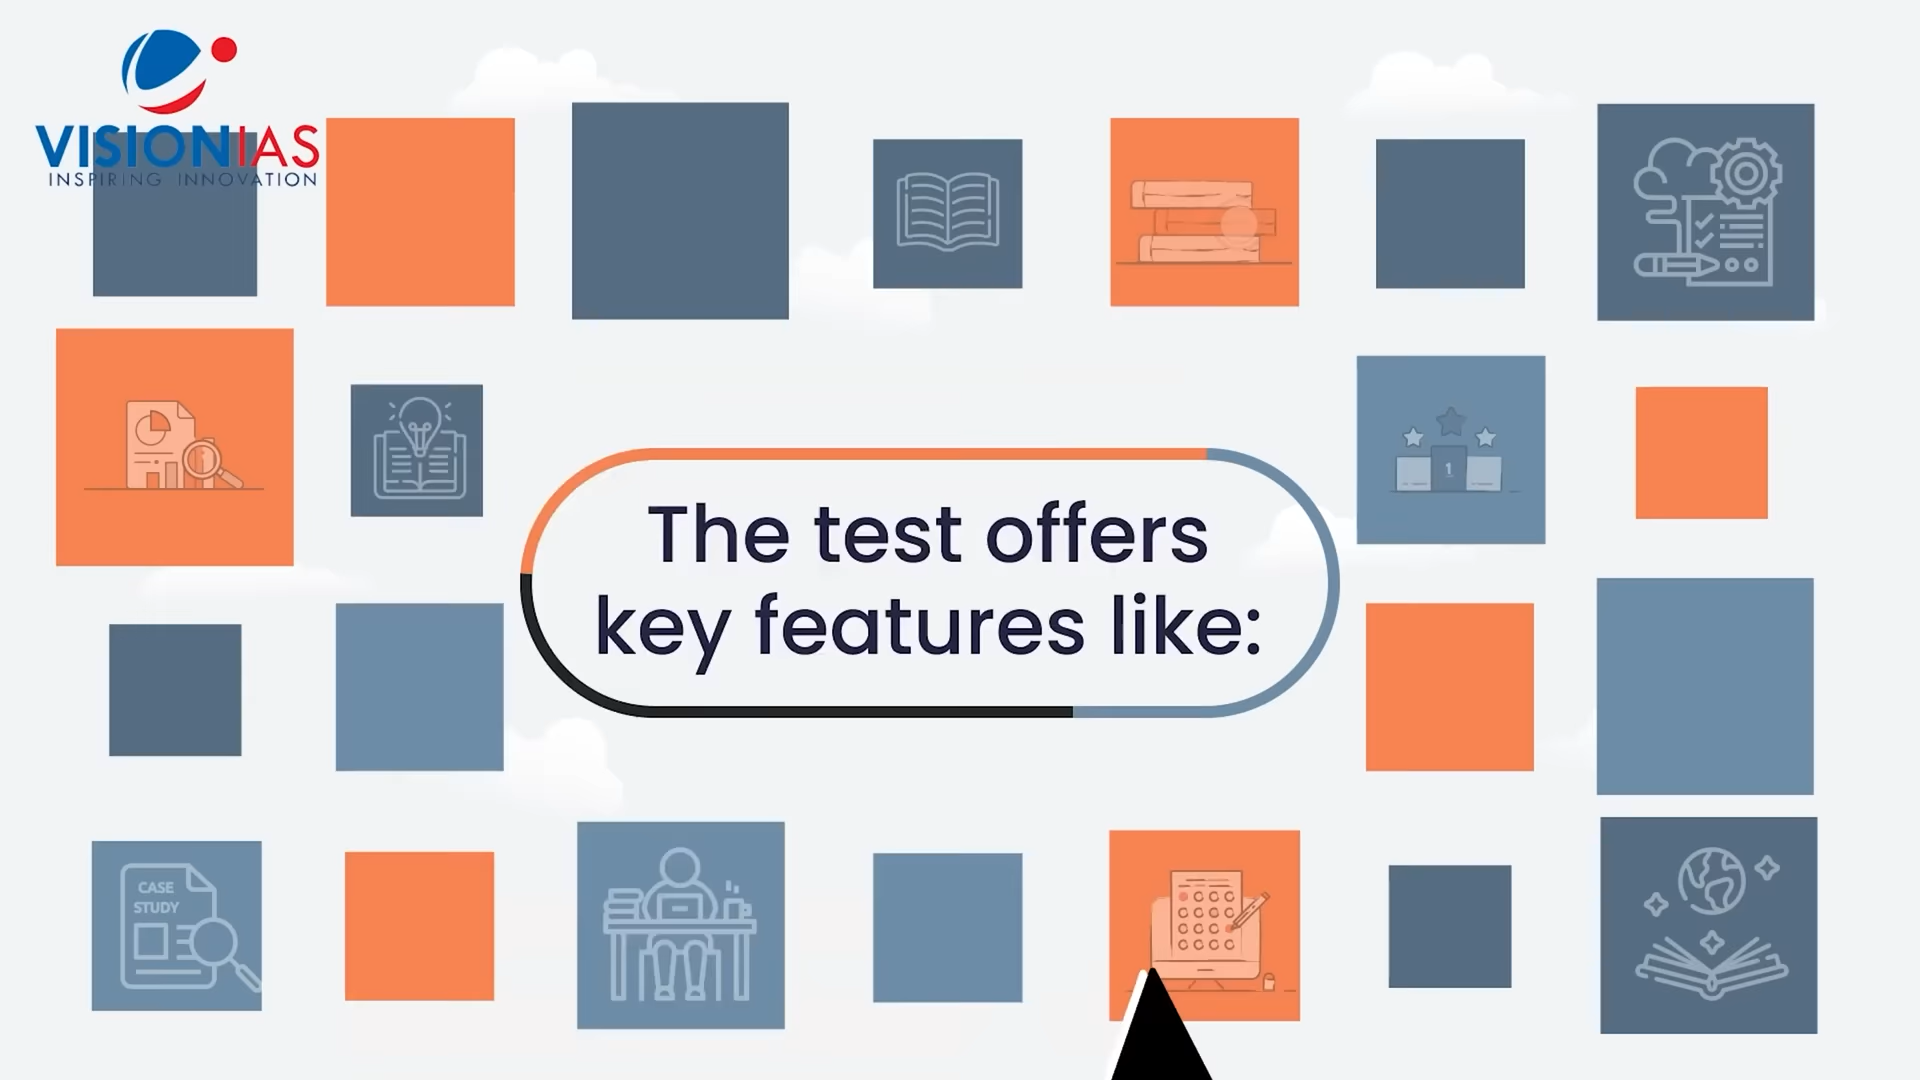 VISIONIAS
INSPIRING INNOVATION
1
The test offers
key features like:
CASE
STUDY